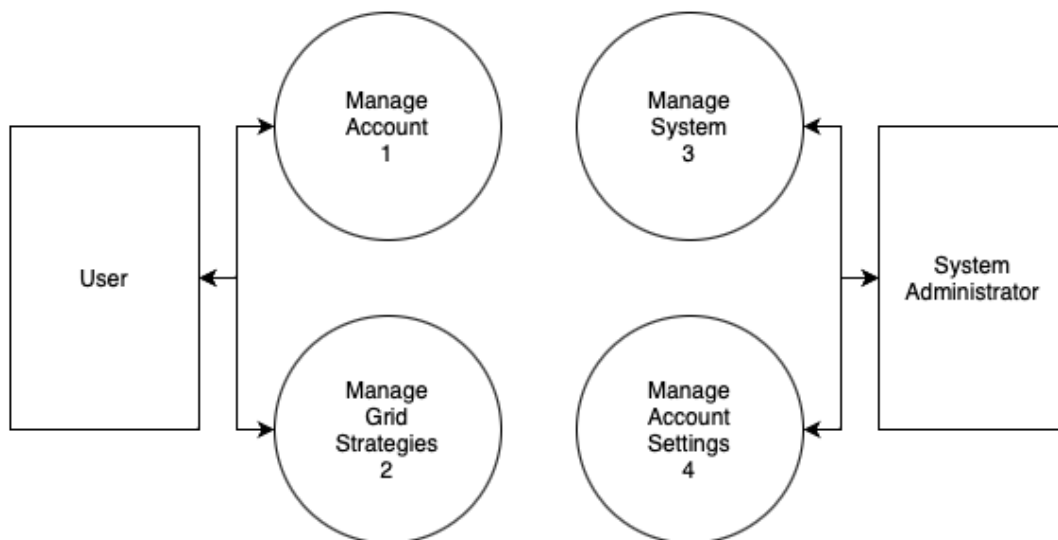 Manage
Account
1
Manage
System
3
User
System
Administrator
Manage
Grid
Strategies
2
Manage
Account
Settings
4